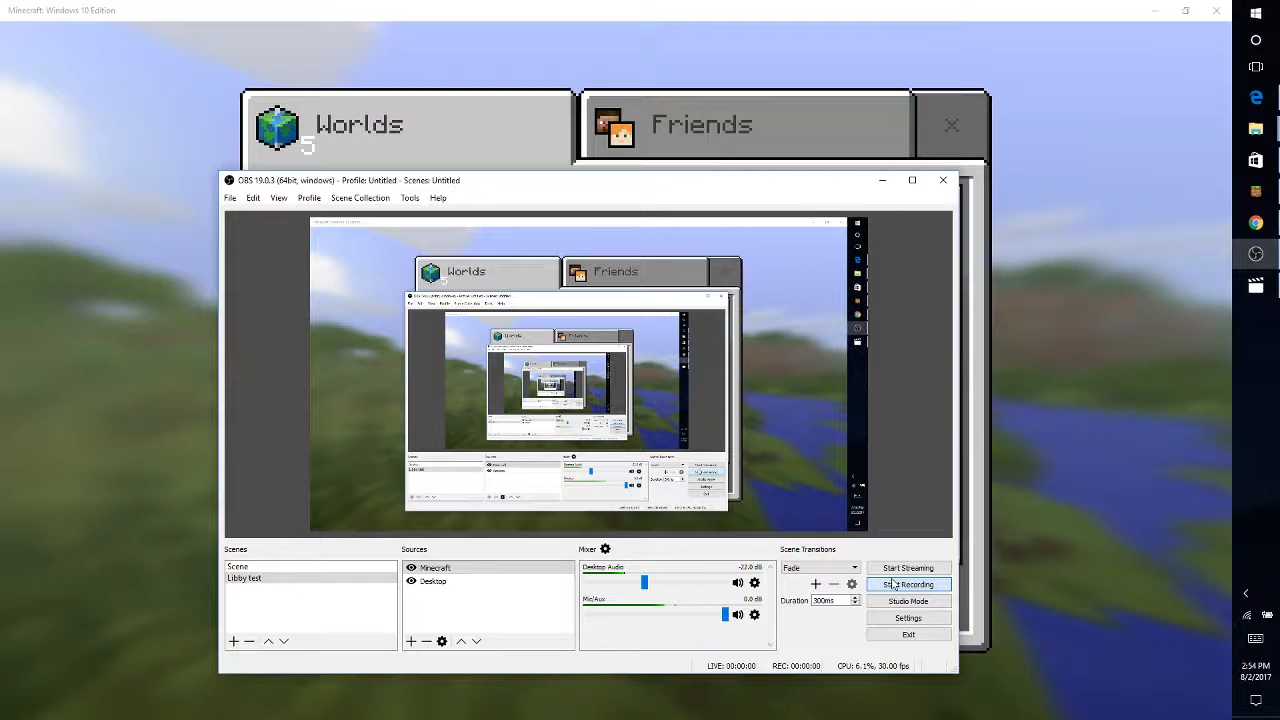 Minecraft: Windows 10 Edition
Worlds
5
Friends
OBS 19.0.3 (64bit, windows) - Profile: Untitled - Scenes: Untitled
File Edit View Profile Scene Collection Tools Help
Worlds
Friends
Scenes
Scene
Libby test
Sources
Minecraft
Desktop
Mixer
Desktop Audio -22.0 dB
Mic/Aux 0.0 dB
Scene Transitions
Fade
Duration 300ms
Start Streaming
Start Recording
Studio Mode
Settings
Exit
LIVE: 00:00:00 REC: 00:00:00 CPU: 6.1%, 30.00 fps
2:54 PM
8/2/2017